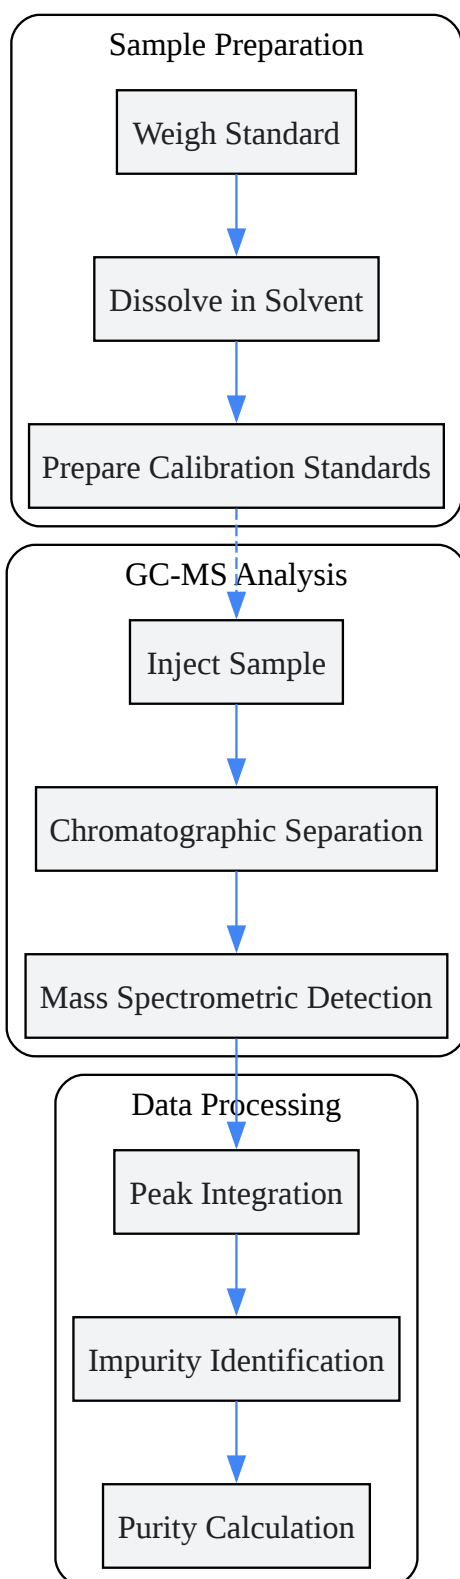 Sample Preparation
Weigh Standard
Dissolve in Solvent
Prepare Calibration Standards
GC-MS Analysis
Inject Sample
Chromatographic Separation
Mass Spectrometric Detection
Data Processing
Peak Integration
Impurity Identification
Purity Calculation